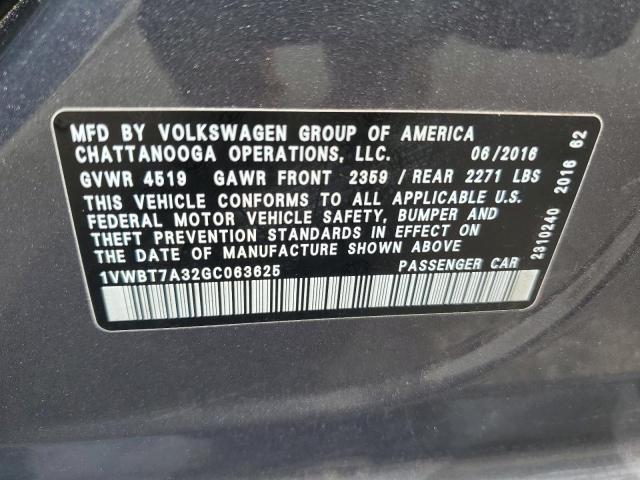 MFD BY VOLKSWAGEN GROUP OF AMERICA
CHATTANOOGA OPERATIONS, LLC. 06/2016
GVWR 4519 GAWR FRONT 2359 / REAR 2271 LBS
THIS VEHICLE CONFORMS TO ALL APPLICABLE U.S.
FEDERAL MOTOR VEHICLE SAFETY, BUMPER AND
THEFT PREVENTION STANDARDS IN EFFECT ON
THE DATE OF MANUFACTURE SHOWN ABOVE
1VWBT7A32GC063625 PASSENGER CAR
2310240 2016 62